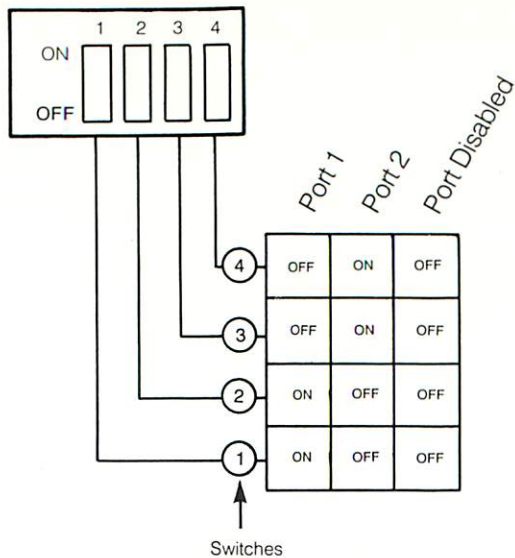 1 2 3 4
ON
OFF
Port 1 Port 2 Port Disabled
4 OFF ON OFF
3 OFF ON OFF
2 ON OFF OFF
1 ON OFF OFF
Switches